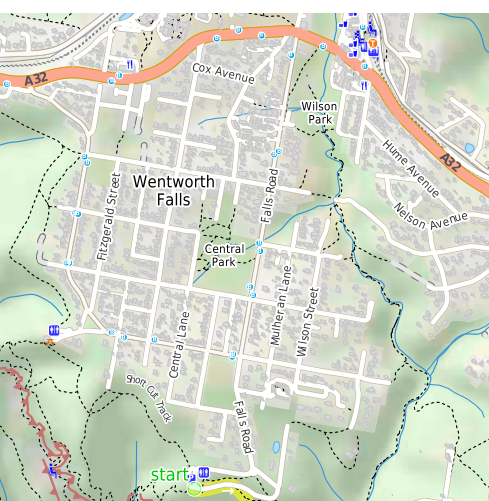 Cox Avenue
A32
Wilson
Park
Hume Avenue
A32
Wentworth
Falls
Fitzgerald Street
Falls Road
Nelson Avenue
Central
Park
Mulheran Lane
Wilson Street
Central Lane
Short Cut Track
Falls Road
start